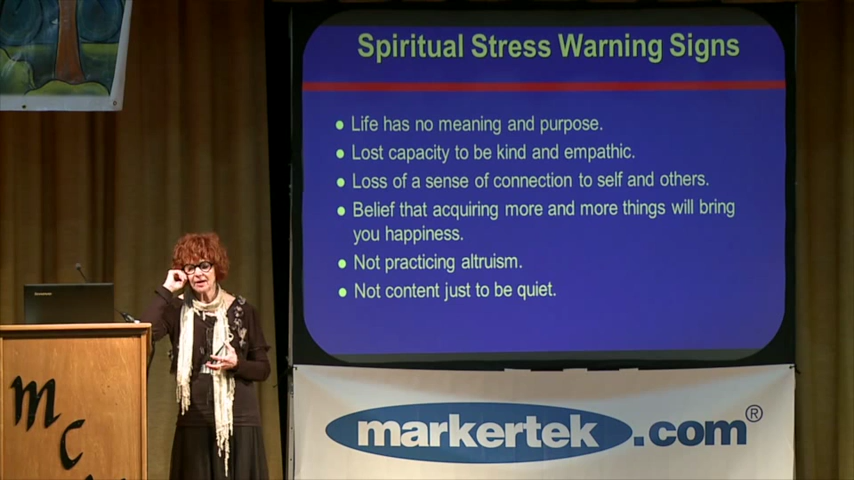 Spiritual Stress Warning Signs
● Life has no meaning and purpose.
● Lost capacity to be kind and empathic.
● Loss of a sense of connection to self and others.
● Belief that acquiring more and more things will bring
you happiness.
● Not practicing altruism.
● Not content just to be quiet.
Lenovo
MC
markertek.com®